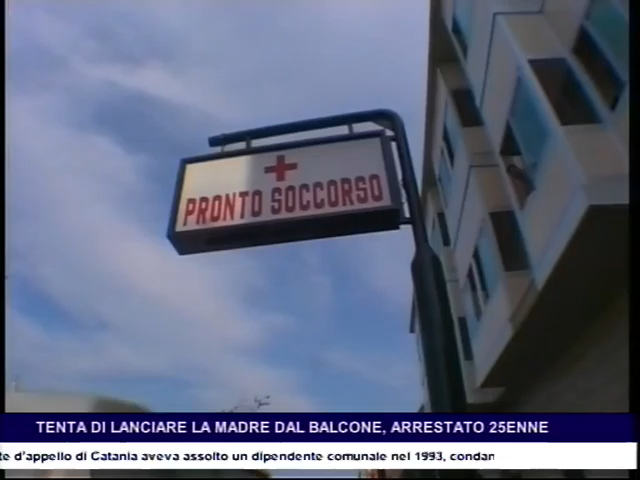 PRONTO SOCCORSO
TENTA DI LANCIARE LA MADRE DAL BALCONE, ARRESTATO 25ENNE
te d'appello di Catania aveva assolto un dipendente comunale nel 1993, condan